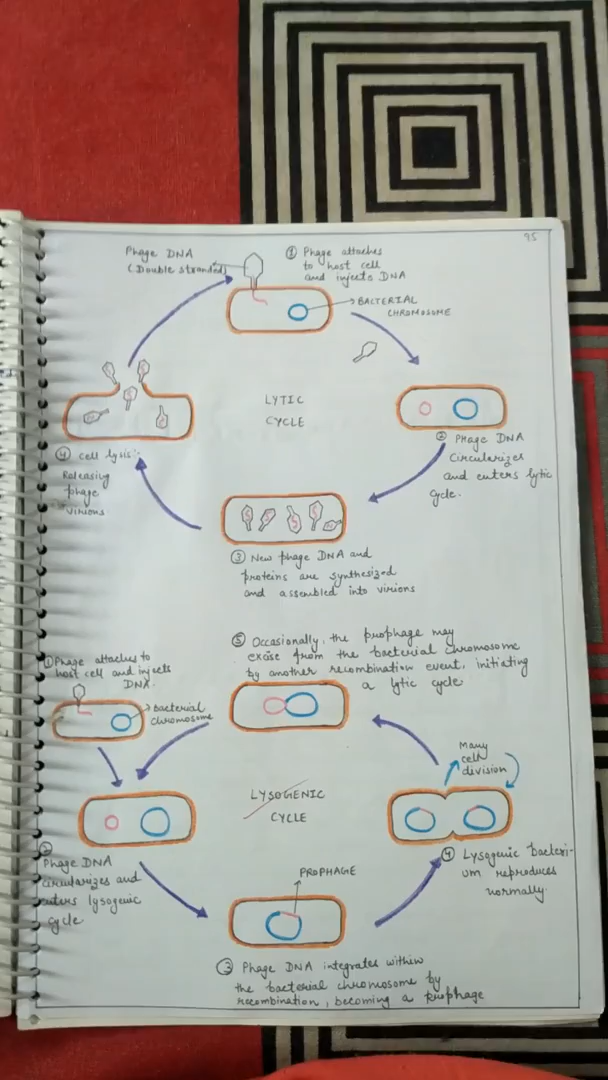 95
Phage DNA
(Double stranded)
① Phage attaches
to host cell
and injects DNA
BACTERIAL
CHROMOSOME
LYTIC
CYCLE
② Phage DNA
Circularizes
and enters lytic
cycle.
④ Cell lysis:
Releasing
phage
virions
③ New phage DNA and
proteins are synthesized
and assembled into virions
⑤ Occasionally, the prophage may
excise from the bacterial chromosome
by another recombination event, initiating
a lytic cycle
① Phage attaches to
host cell and injects
DNA.
bacterial
chromosome
Many
cell
division
LYSOGENIC
CYCLE
② Phage DNA
circularizes and
enters lysogenic
cycle
PROPHAGE
④ Lysogenic bacteri-
um reproduces
normally.
③ Phage DNA integrates within
the bacterial chromosome by
recombination, becoming a prophage